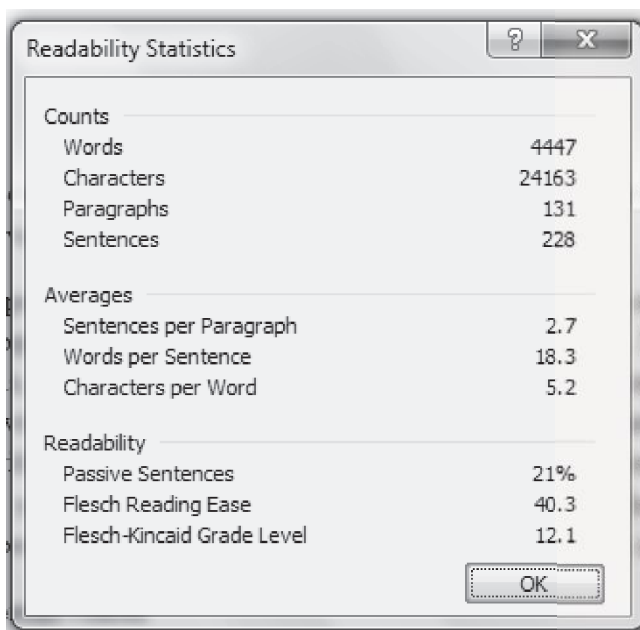 Readability Statistics
Counts
Words 4447
Characters 24163
Paragraphs 131
Sentences 228
Averages
Sentences per Paragraph 2.7
Words per Sentence 18.3
Characters per Word 5.2
Readability
Passive Sentences 21%
Flesch Reading Ease 40.3
Flesch-Kincaid Grade Level 12.1
OK